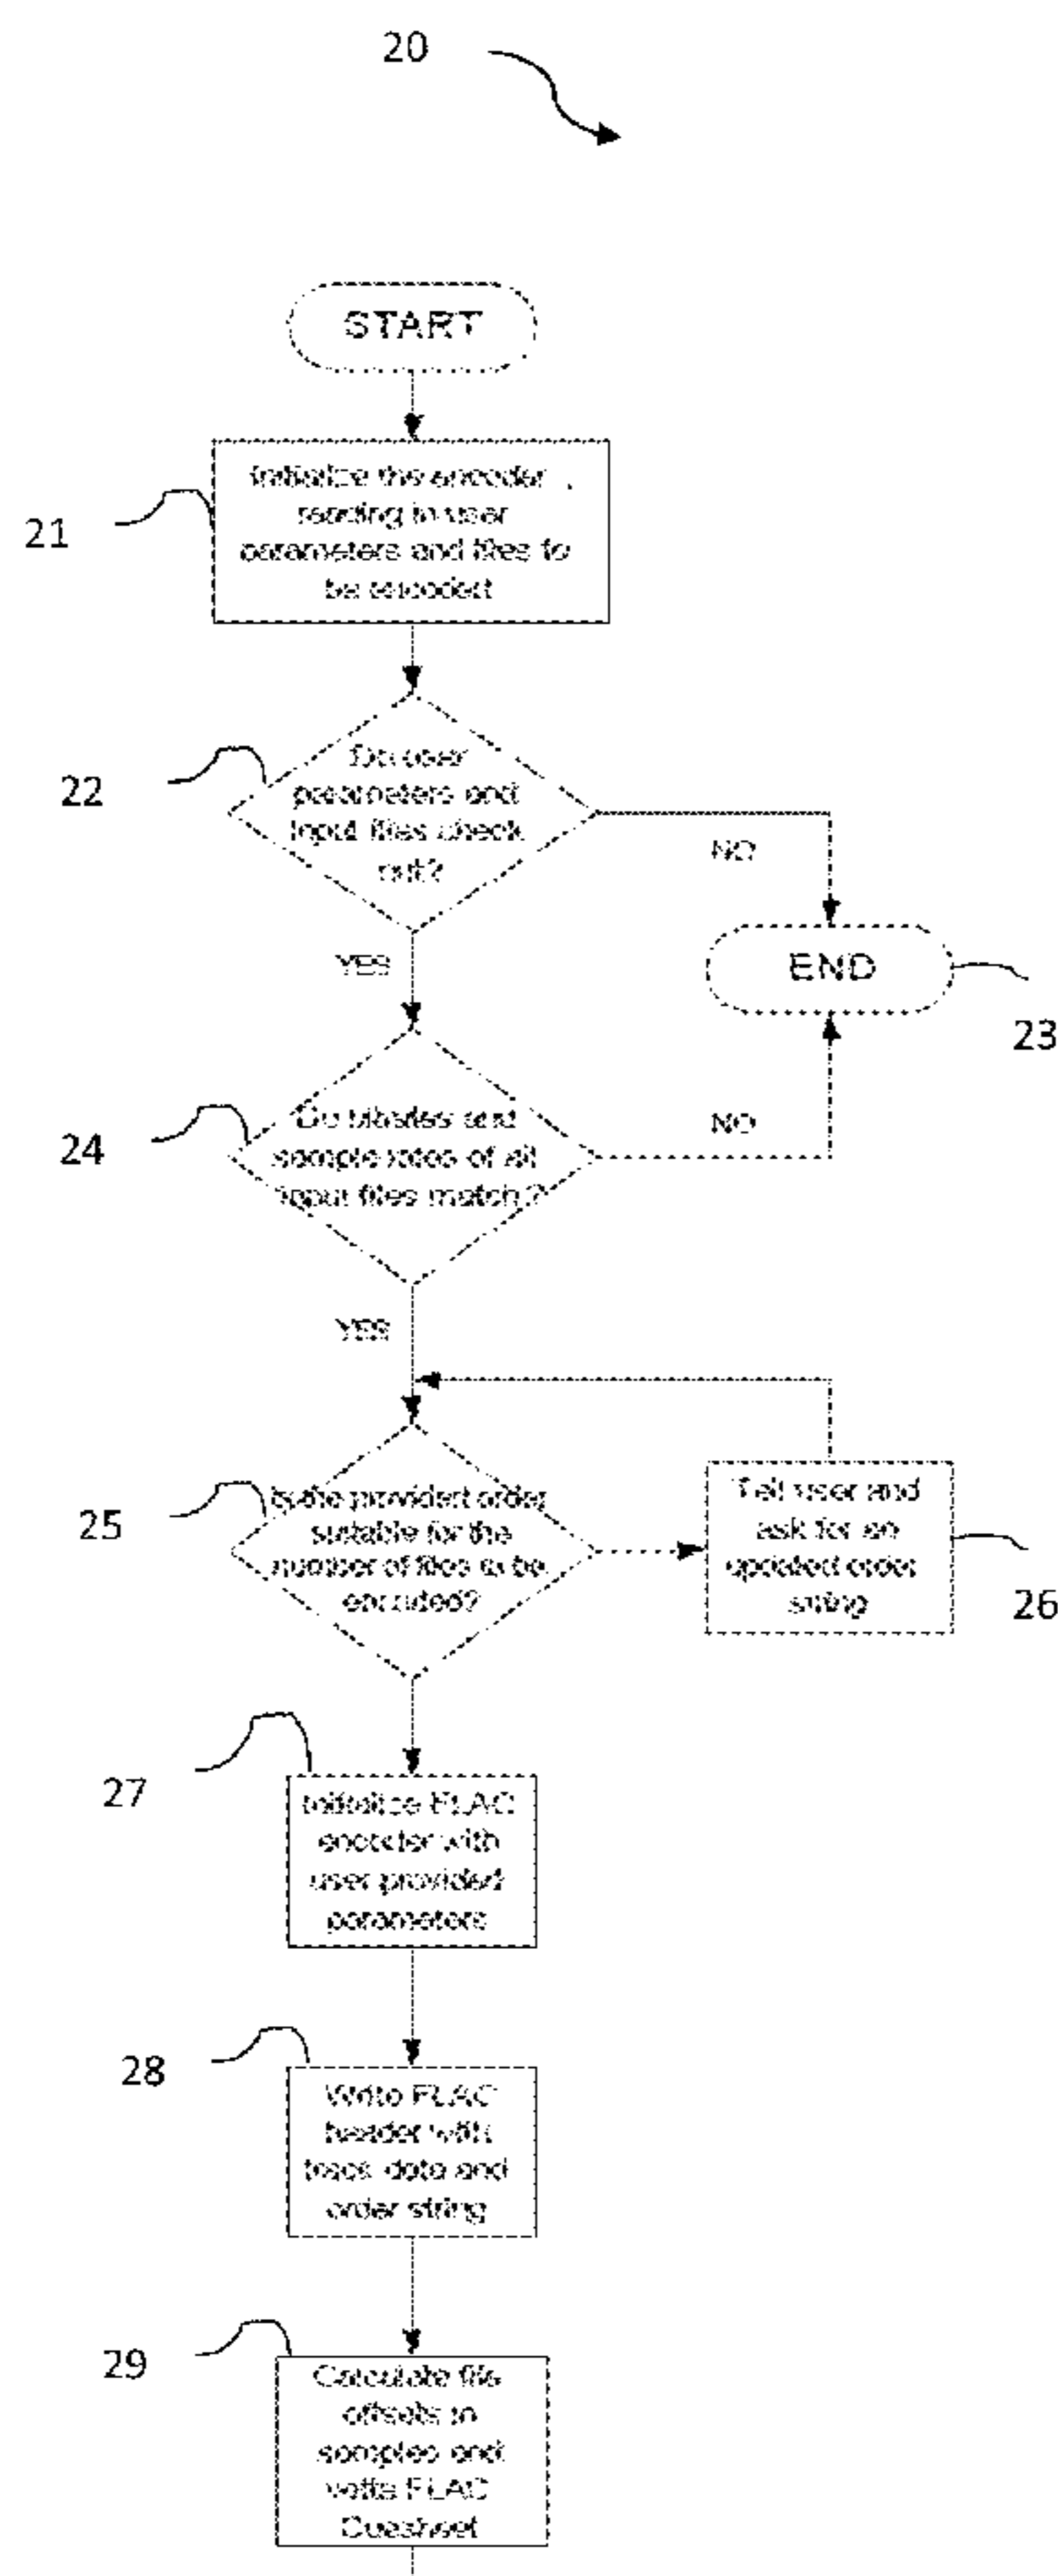 20
START
21
Initialize the encoder,
reading in user
parameters and files to
be encoded
22
Do user
parameters and
input files check
out?
NO
YES
END
23
24
Do bitrates and
sample rates of all
input files match?
NO
YES
25
Is the provided order
suitable for the
number of files to be
encoded?
Tell user and
ask for an
updated order
string
26
27
Initialize FLAC
encoder with
user provided
parameters
28
Write FLAC
header with
track data and
order string
29
Calculate file
offsets in
samples and
write FLAC
Cuesheet